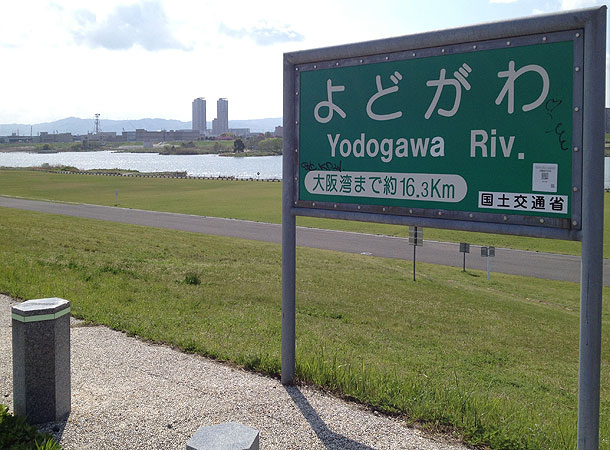 よどがわ
Yodogawa Riv.
大阪湾まで約16.3Km
国土交通省